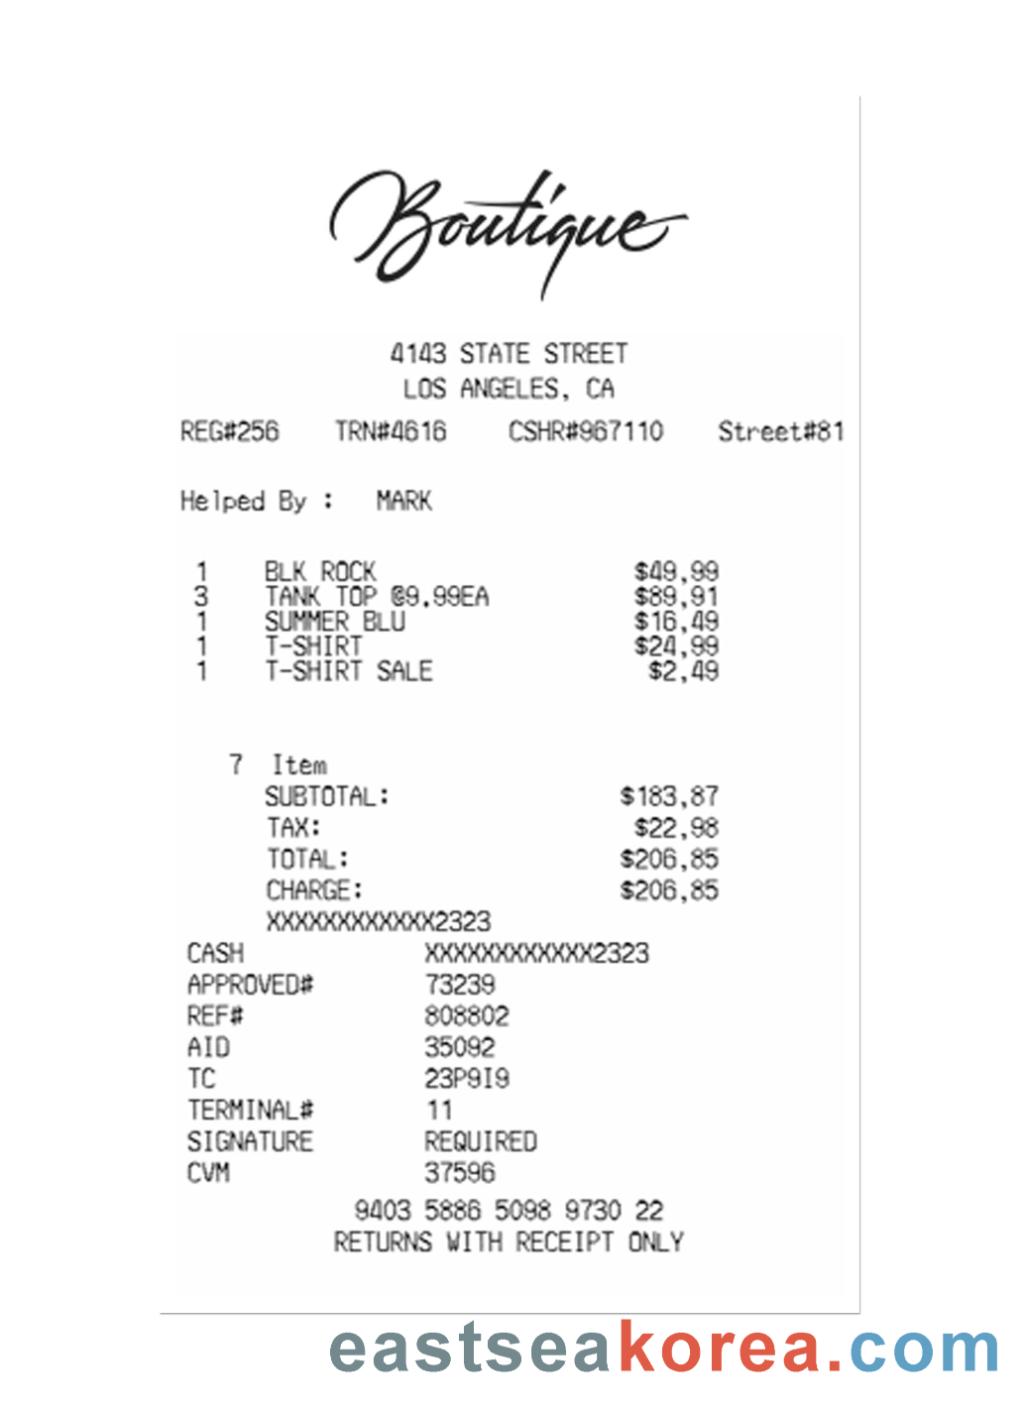 Boutique
4143 STATE STREET
LOS ANGELES, CA
REG#256 TRN#4616 CSHR#967110 Street#81
Helped By : MARK
1 BLK ROCK $49,99
3 TANK TOP @9.99EA $89,91
1 SUMMER BLU $16,49
1 T-SHIRT $24,99
1 T-SHIRT SALE $2,49
7 Item
SUBTOTAL: $183,87
TAX: $22,98
TOTAL: $206,85
CHARGE: $206,85
XXXXXXXXXXXX2323
CASH XXXXXXXXXXXX2323
APPROVED# 73239
REF# 808802
AID 35092
TC 23P9I9
TERMINAL# 11
SIGNATURE REQUIRED
CVM 37596
9403 5886 5098 9730 22
RETURNS WITH RECEIPT ONLY
eastseakorea.com